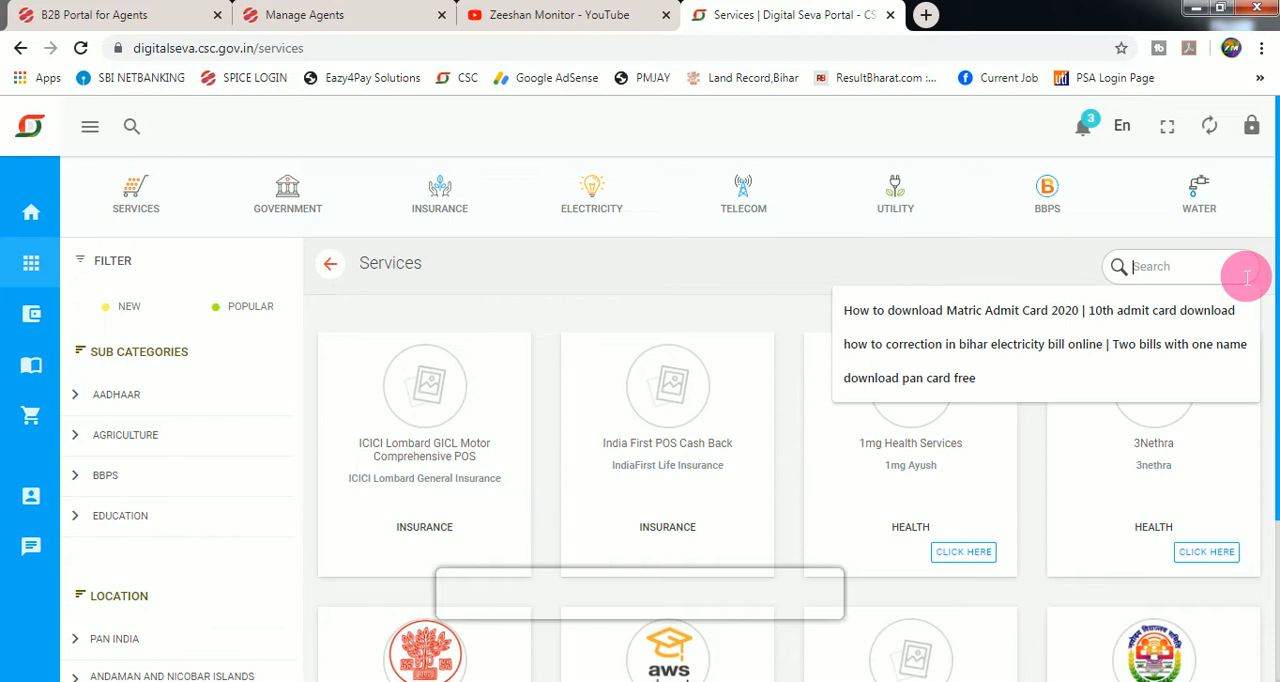 B2B Portal for Agents
Manage Agents
Zeeshan Monitor - YouTube
Services | Digital Seva Portal - CS
digitalseva.csc.gov.in/services
Apps
SBI NETBANKING
SPICE LOGIN
Eazy4Pay Solutions
CSC
Google AdSense
PMJAY
Land Record,Bihar
RB
ResultBharat.com :...
Current Job
uti
PSA Login Page
»
3
En
SERVICES
GOVERNMENT
INSURANCE
ELECTRICITY
TELECOM
UTILITY
B
BBPS
WATER
FILTER
NEW
POPULAR
SUB CATEGORIES
AADHAAR
AGRICULTURE
BBPS
EDUCATION
LOCATION
PAN INDIA
ANDAMAN AND NICOBAR ISLANDS
Services
Search
How to download Matric Admit Card 2020 | 10th admit card download
how to correction in bihar electricity bill online | Two bills with one name
download pan card free
ICICI Lombard GICL Motor
Comprehensive POS
ICICI Lombard General Insurance
INSURANCE
India First POS Cash Back
IndiaFirst Life Insurance
INSURANCE
1mg Health Services
1mg Ayush
HEALTH
CLICK HERE
3Nethra
3nethra
HEALTH
CLICK HERE
aws